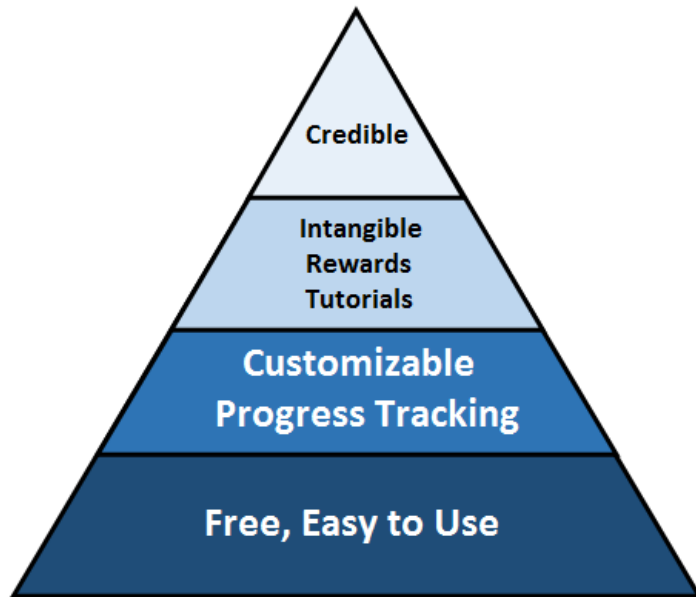 Credible
Intangible
Rewards
Tutorials
Customizable
Progress Tracking
Free, Easy to Use